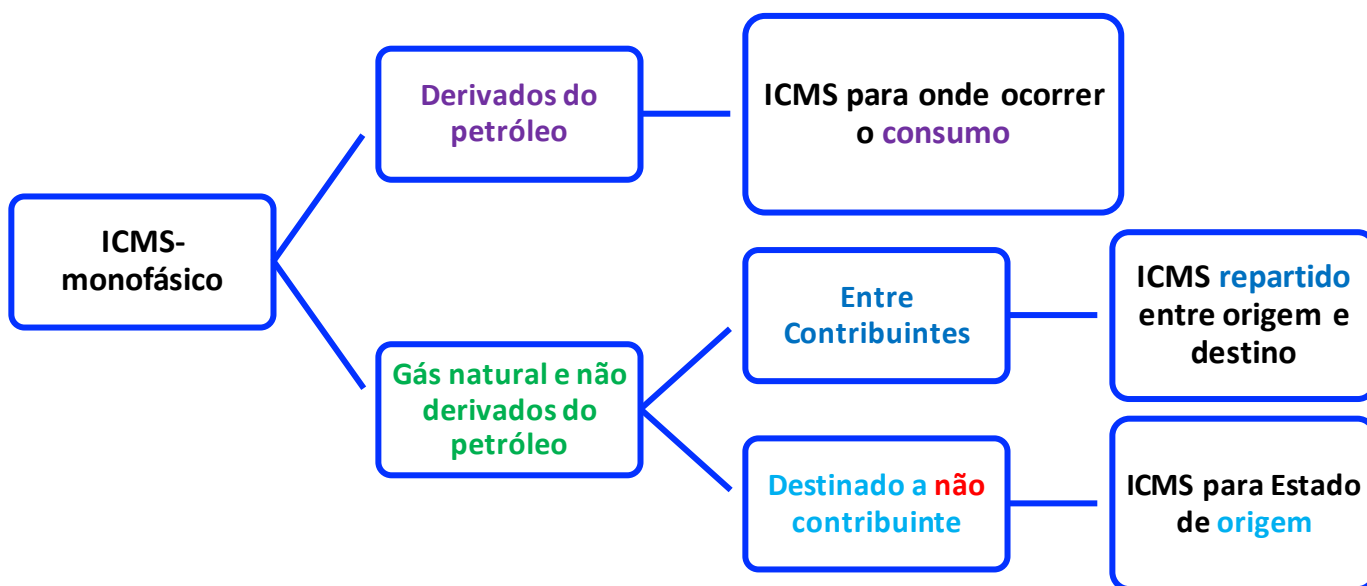 Derivados do
petróleo
ICMS para onde ocorrer
o consumo
ICMS-
monofásico
Entre
Contribuintes
ICMS repartido
entre origem e
destino
Gás natural e não
derivados do
petróleo
Destinado a não
contribuinte
ICMS para Estado
de origem